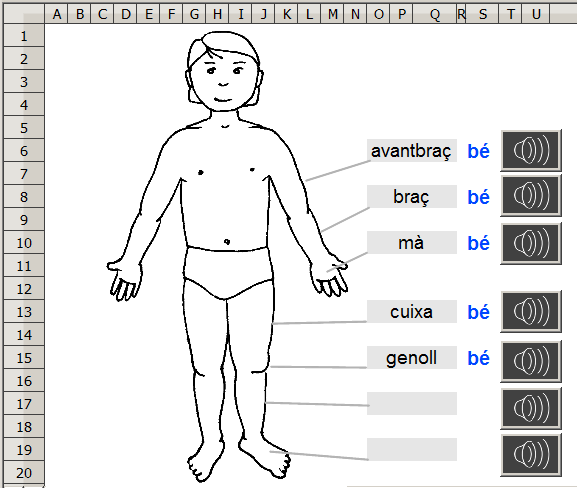 A B C D E F G H I J K L M N O P Q R S T U
1
2
3
4
5
6 avantbraç bé
7
8 braç bé
9
10 mà bé
11
12
13 cuixa bé
14
15 genoll bé
16
17
18
19
20